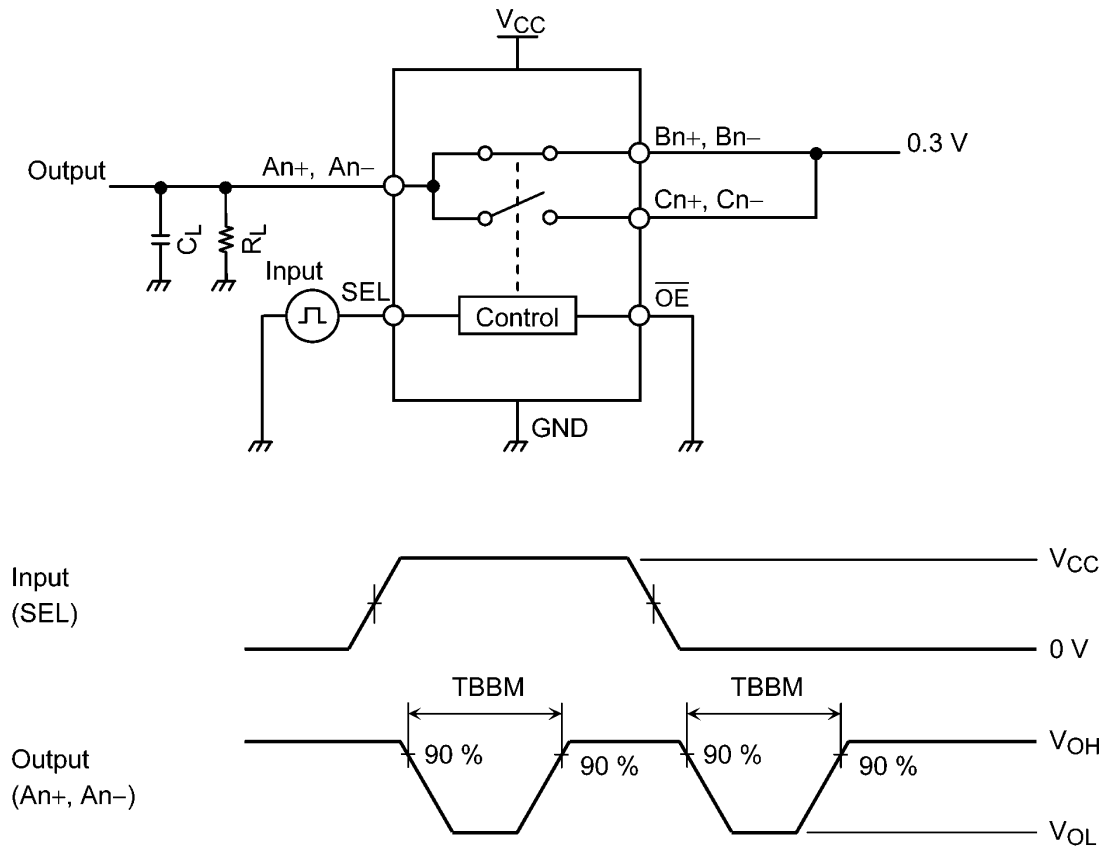 VCC
Bn+, Bn−
0.3 V
Output
An+, An−
Cn+, Cn−
CL
RL
Input
SEL
OE
Control
GND
Input
(SEL)
VCC
0 V
TBBM
TBBM
Output
(An+, An−)
90 %
90 %
90 %
90 %
VOH
VOL